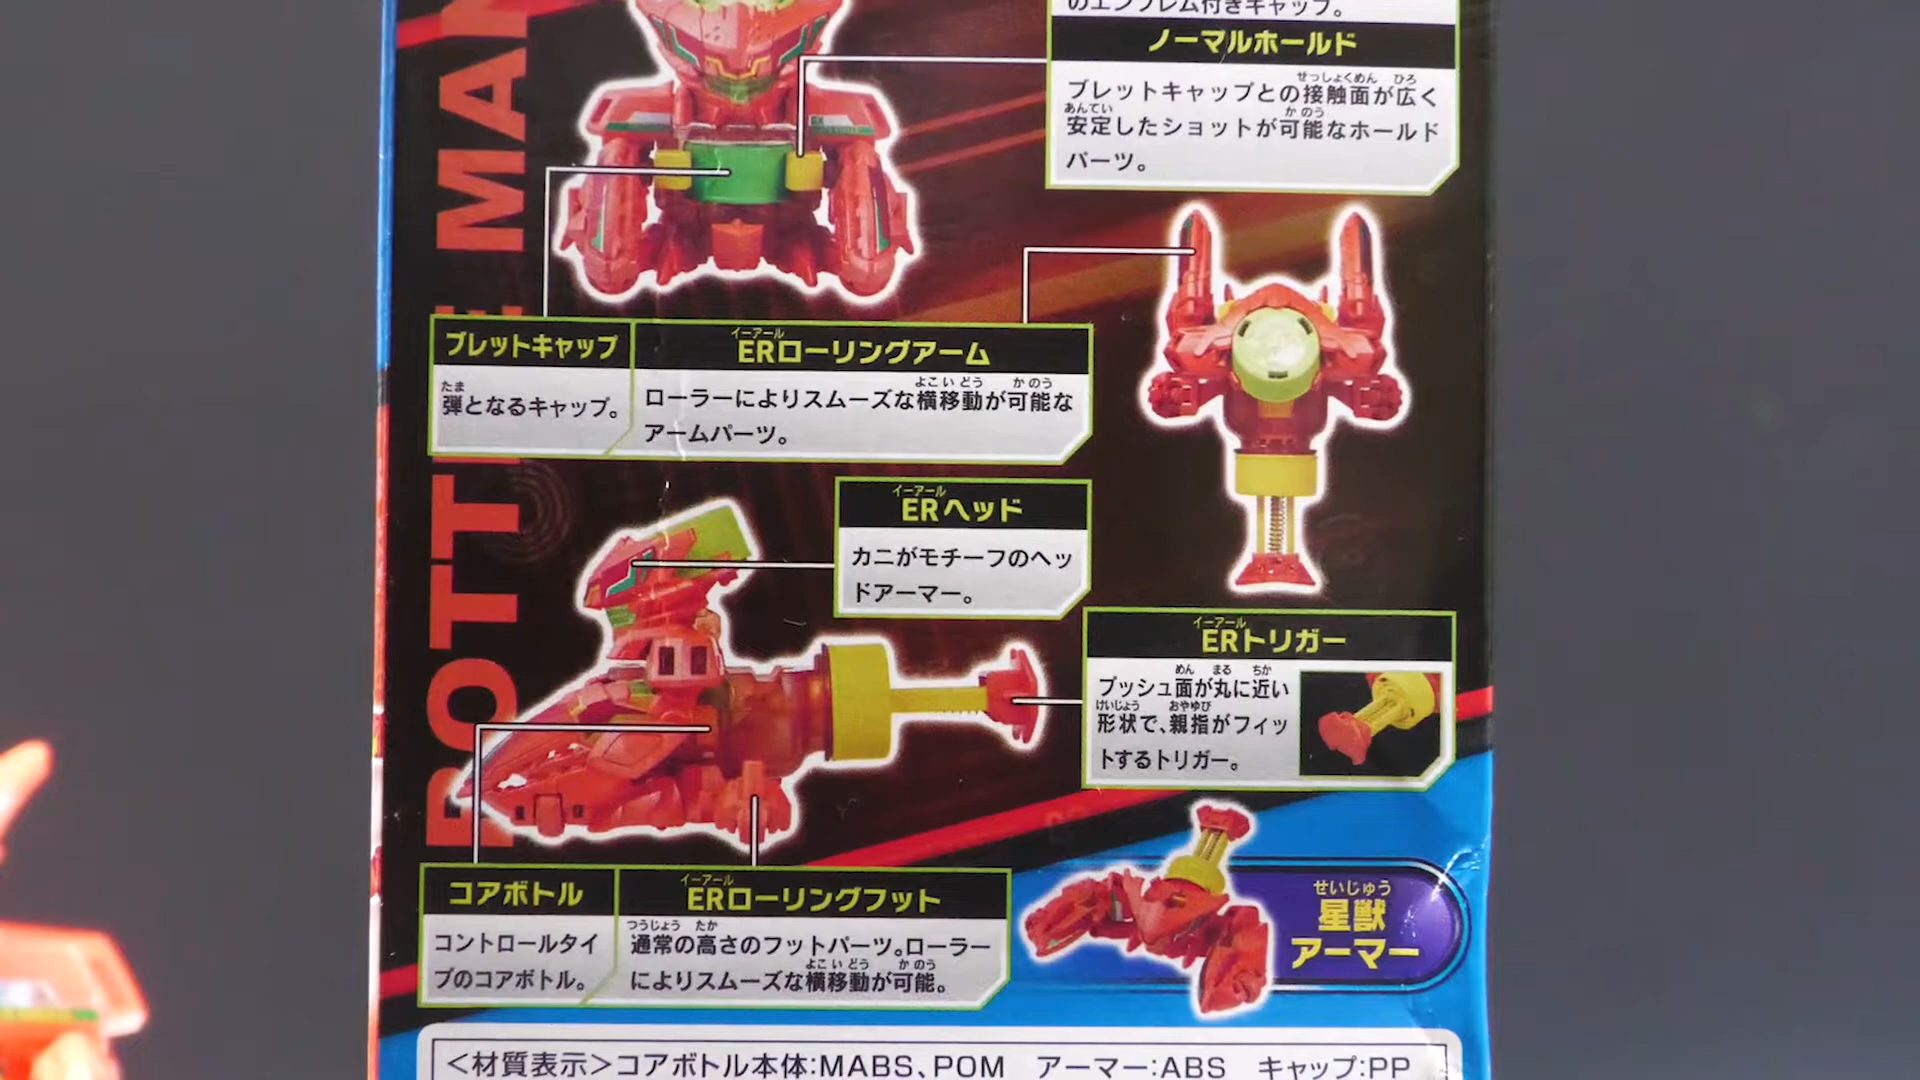 のエンブレム付きキャップ。
ノーマルホールド
せっしょくめん ひろ
ブレットキャップとの接触面が広く
あんてい かのう
安定したショットが可能なホールド
パーツ。
ブレットキャップ
たま
弾となるキャップ。
イーアール
ERローリングアーム
よこいどう かのう
ローラーによりスムーズな横移動が可能な
アームパーツ。
イーアール
ERヘッド
カニがモチーフのヘッ
ドアーマー。
イーアール
ERトリガー
めん まる ちか
プッシュ面が丸に近い
けいじょう おやゆび
形状で、親指がフィッ
トするトリガー。
コアボトル
コントロールタイ
プのコアボトル。
イーアール
ERローリングフット
つうじょう たか
通常の高さのフットパーツ。ローラー
よこいどう かのう
によりスムーズな横移動が可能。
せいじゅう
星獣
アーマー
BOTT E MAN
<材質表示>コアボトル本体:MABS、POM アーマー:ABS キャップ:PP